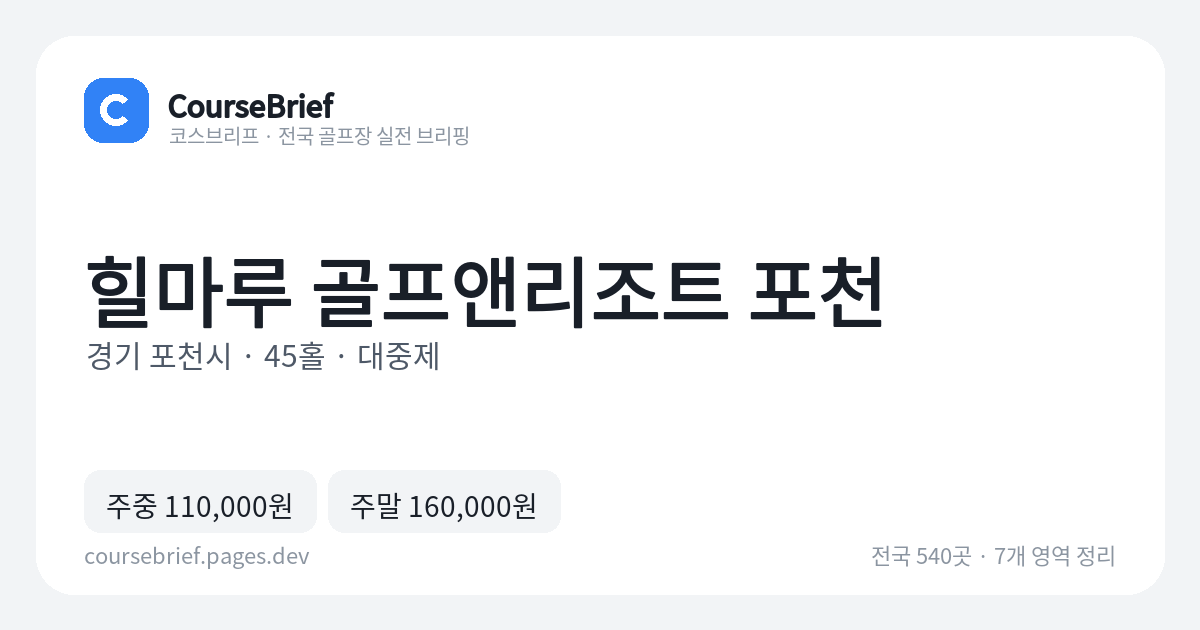 C
CourseBrief
코스브리프 · 전국 골프장 실전 브리핑
힐마루 골프앤리조트 포천
경기 포천시 · 45홀 · 대중제
주중 110,000원 주말 160,000원
coursebrief.pages.dev 전국 540곳 · 7개 영역 정리